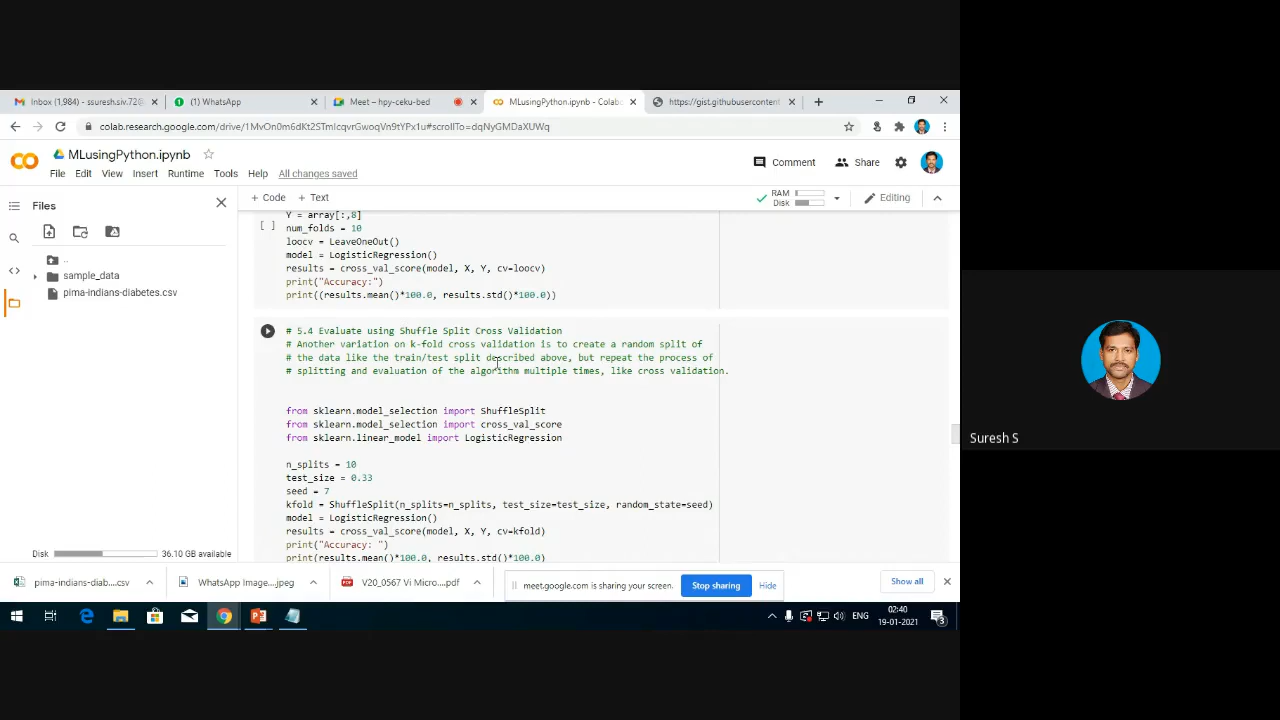 Inbox (1,984) - ssuresh.siv.72@
(1) WhatsApp
Meet – hpy-ceku-bed
MLusingPython.ipynb - Colab
https://gist.githubusercontent
colab.research.google.com/drive/1MvOn0m6dKt2STmIcqvrGwoqVn9tYPx1u#scrollTo=dqNyGMDaXUWq
MLusingPython.ipynb
Comment
Share
File Edit View Insert Runtime Tools Help All changes saved
Files
+ Code + Text
RAM
Disk
Editing
..
sample_data
pima-indians-diabetes.csv
Y = array[:,8]
[ ]
num_folds = 10
loocv = LeaveOneOut()
model = LogisticRegression()
results = cross_val_score(model, X, Y, cv=loocv)
print("Accuracy:")
print((results.mean()*100.0, results.std()*100.0))
# 5.4 Evaluate using Shuffle Split Cross Validation
# Another variation on k-fold cross validation is to create a random split of
# the data like the train/test split described above, but repeat the process of
# splitting and evaluation of the algorithm multiple times, like cross validation.
from sklearn.model_selection import ShuffleSplit
from sklearn.model_selection import cross_val_score
from sklearn.linear_model import LogisticRegression
n_splits = 10
test_size = 0.33
seed = 7
kfold = ShuffleSplit(n_splits=n_splits, test_size=test_size, random_state=seed)
model = LogisticRegression()
results = cross_val_score(model, X, Y, cv=kfold)
print("Accuracy: ")
print(results.mean()*100.0, results.std()*100.0)
Disk 36.10 GB available
pima-indians-diab....csv
WhatsApp Image....jpeg
V20_0567 Vi Micro....pdf
meet.google.com is sharing your screen.
Stop sharing
Hide
Show all
ENG
02:40
19-01-2021
3
Suresh S